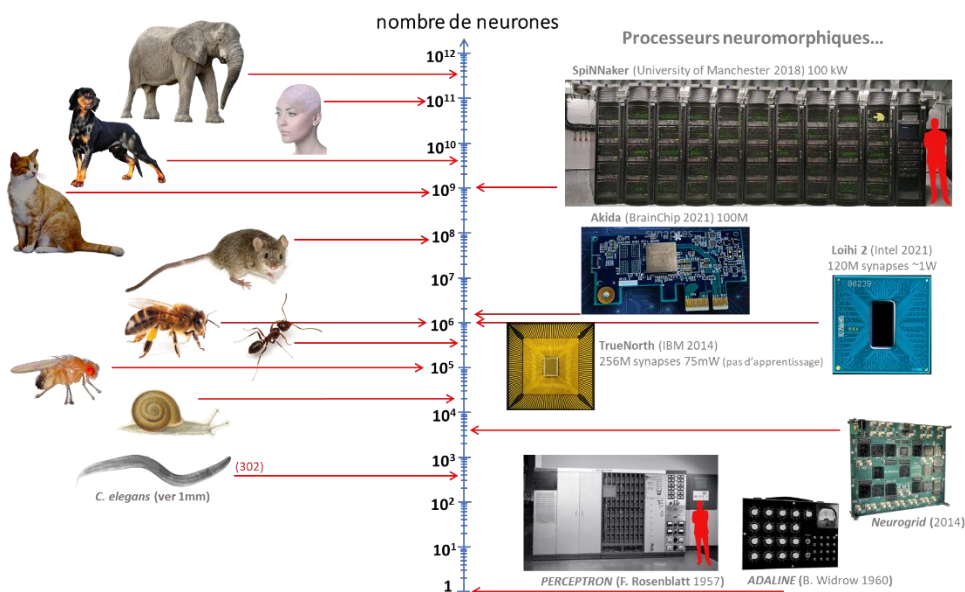 nombre de neurones
Processeurs neuromorphiques...
SpiNNaker (University of Manchester 2018) 100 kW
10¹²
10¹¹
10¹⁰
10⁹
10⁸
10⁷
10⁶
10⁵
10⁴
10³
10²
10¹
1
Akida (BrainChip 2021) 100M
synapses
Loihi 2 (Intel 2021)
120M synapses ~1W
00239
TrueNorth (IBM 2014)
256M synapses 75mW (pas d'apprentissage)
(302)
C. elegans (ver 1mm)
Neurogrid (2014)
PERCEPTRON (F. Rosenblatt 1957)
ADALINE (B. Widrow 1960)